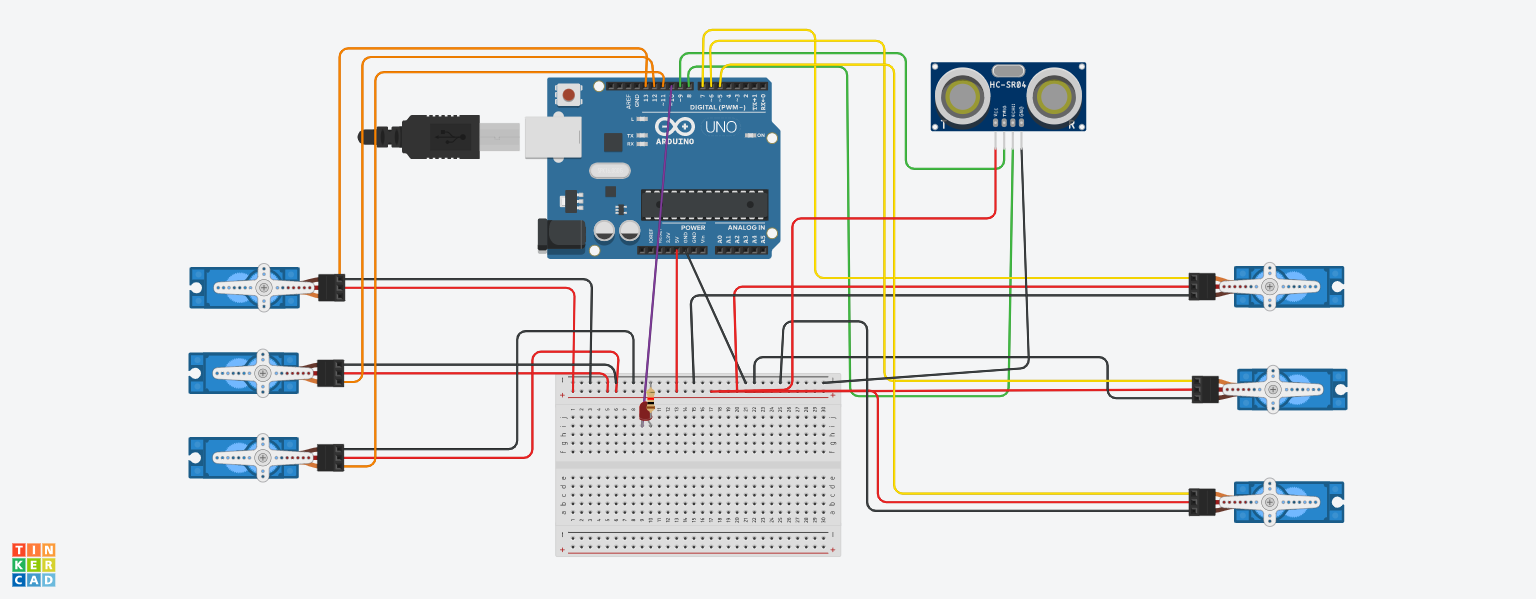 HC-SR04
VCC
TRIG
ECHO
GND
T
R
AREF
GND
13
12
11
~9
8
7
~6
~5
4
~3
2
TX→1
RX←0
DIGITAL (PWM~)
L
TX
RX
UNO
ON
ARDUINO
POWER
ANALOG IN
IOREF
3.3V
5V
GND
GND
Vin
A0
A1
A2
A3
A4
A5
j
i
h
g
f
e
d
c
b
a
TIN
KER
CAD